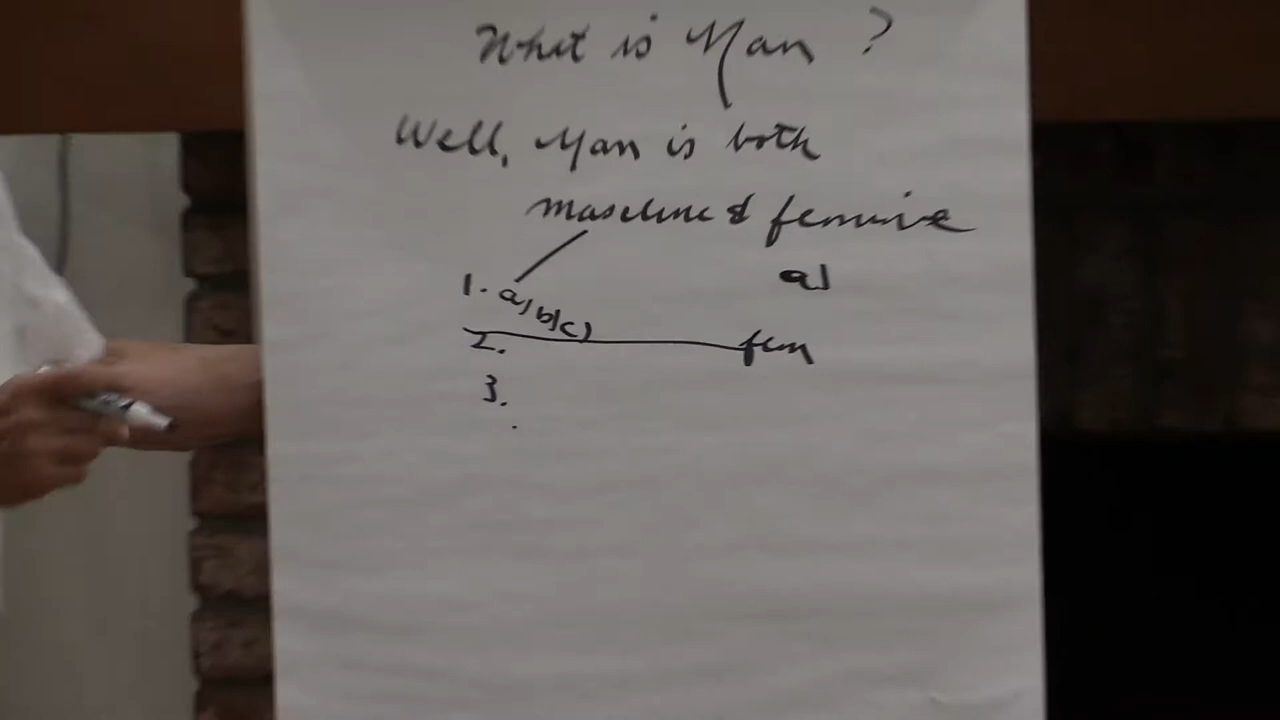 What is Man ?
Well, Man is both
masculine & feminine
a)
1. a) b) c)
2. fem
3.